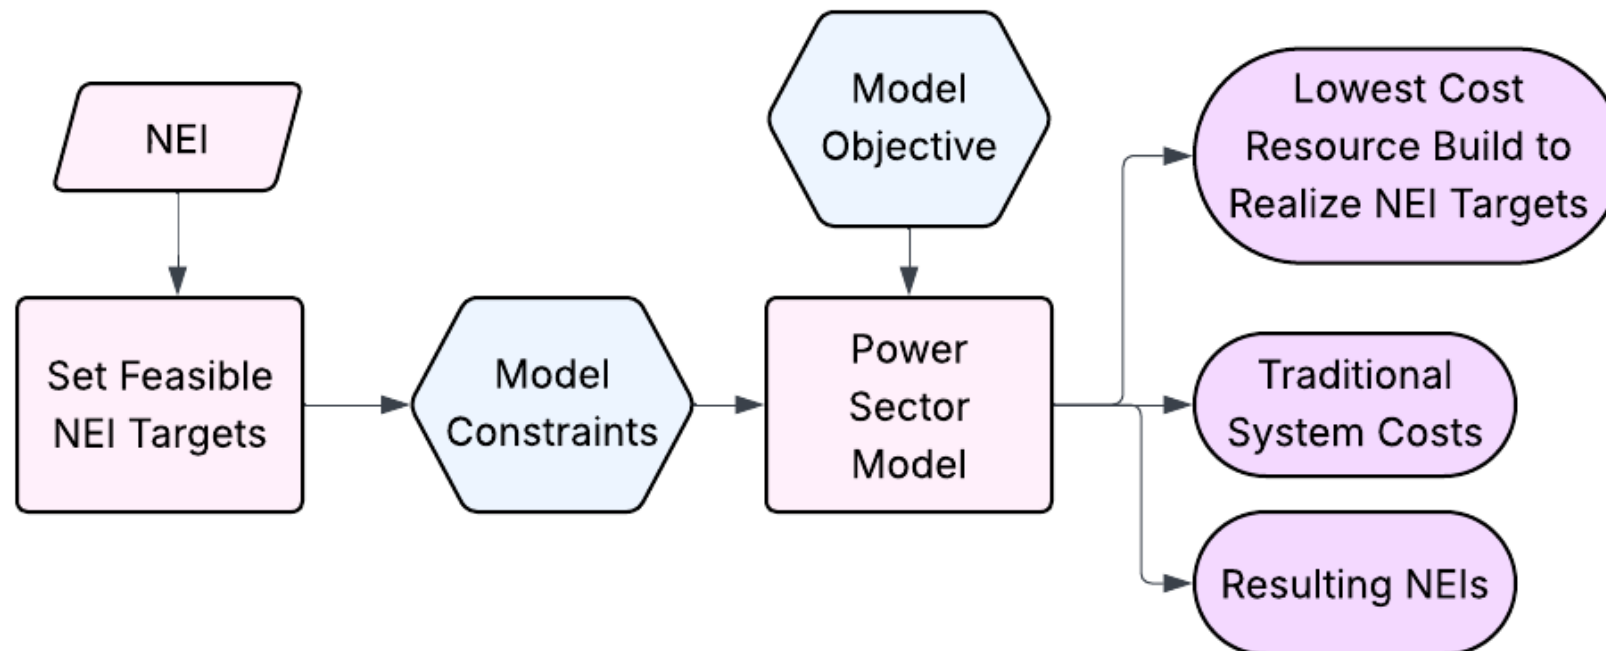 NEI
Set Feasible
NEI Targets
Model
Constraints
Model
Objective
Power
Sector
Model
Lowest Cost
Resource Build to
Realize NEI Targets
Traditional
System Costs
Resulting NEIs